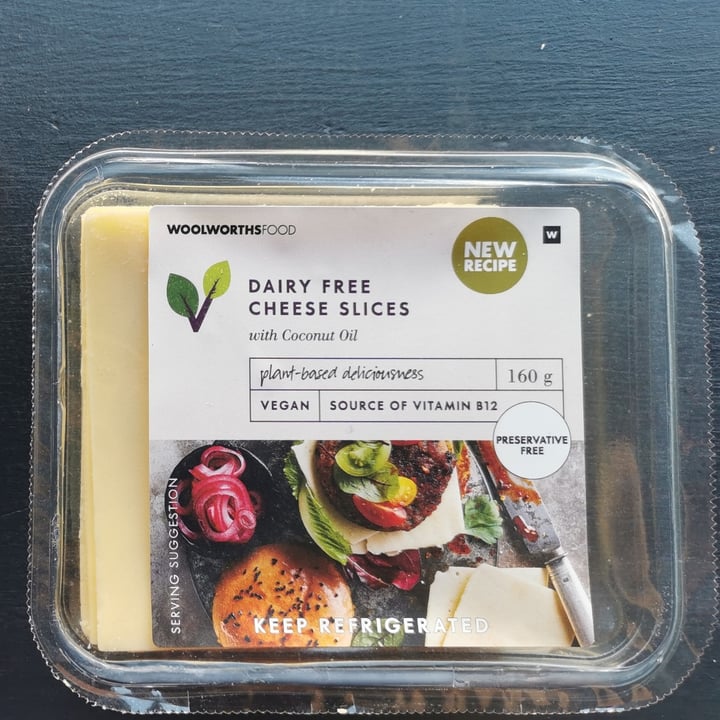 WOOLWORTHSFOOD
W
NEW
RECIPE
DAIRY FREE
CHEESE SLICES
with Coconut Oil
plant-based deliciousness
160 g
VEGAN
SOURCE OF VITAMIN B12
PRESERVATIVE
FREE
SERVING SUGGESTION
KEEP REFRIGERATED